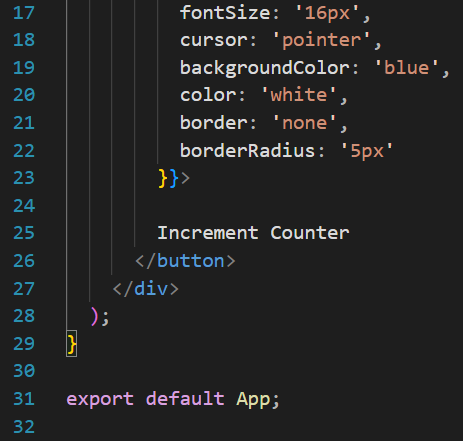 17 fontSize: '16px',
18 cursor: 'pointer',
19 backgroundColor: 'blue',
20 color: 'white',
21 border: 'none',
22 borderRadius: '5px'
23 }}>
24
25 Increment Counter
26 </button>
27 </div>
28 );
29 }
30
31 export default App;
32